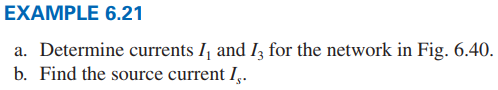 EXAMPLE 6.21
a. Determine currents I₁ and I₃ for the network in Fig. 6.40.
b. Find the source current Iₛ.